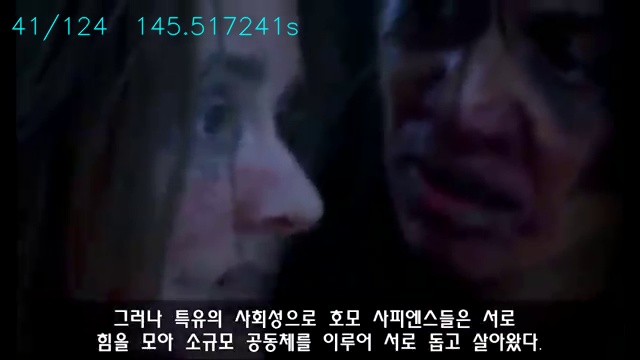 41/124 145.517241s
그러나 특유의 사회성으로 호모 사피엔스들은 서로
힘을 모아 소규모 공동체를 이루어 서로 돕고 살아왔다.